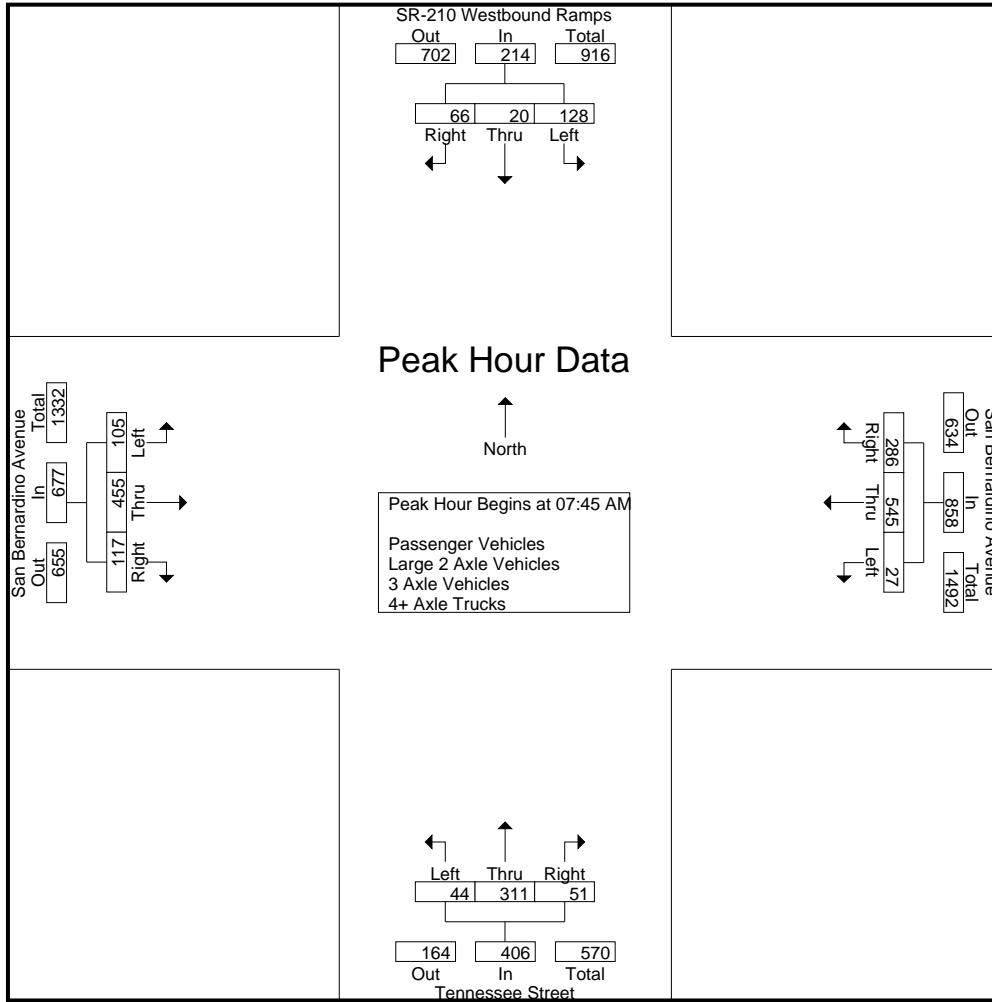 SR-210 Westbound Ramps
Out In Total
702 214 916
66 20 128
Right Thru Left
Peak Hour Data
North
Peak Hour Begins at 07:45 AM
Passenger Vehicles
Large 2 Axle Vehicles
3 Axle Vehicles
4+ Axle Trucks
San Bernardino Avenue
Out In Total
655 677 1332
117 455 105
Right Thru Left
San Bernardino Avenue
Out In Total
634 858 1492
286 545 27
Right Thru Left
Left Thru Right
44 311 51
164 406 570
Out In Total
Tennessee Street